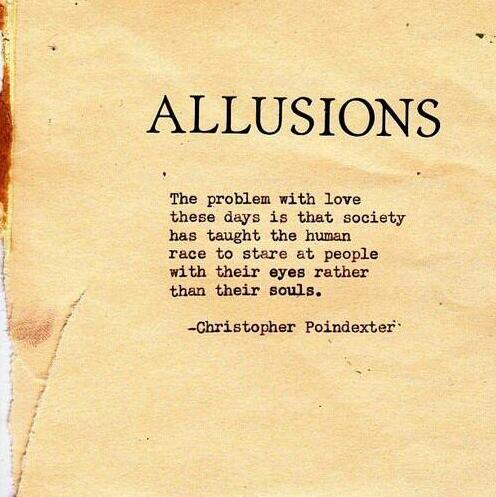 ALLUSIONS
The problem with love
these days is that society
has taught the human
race to stare at people
with their eyes rather
than their souls.
-Christopher Poindexter